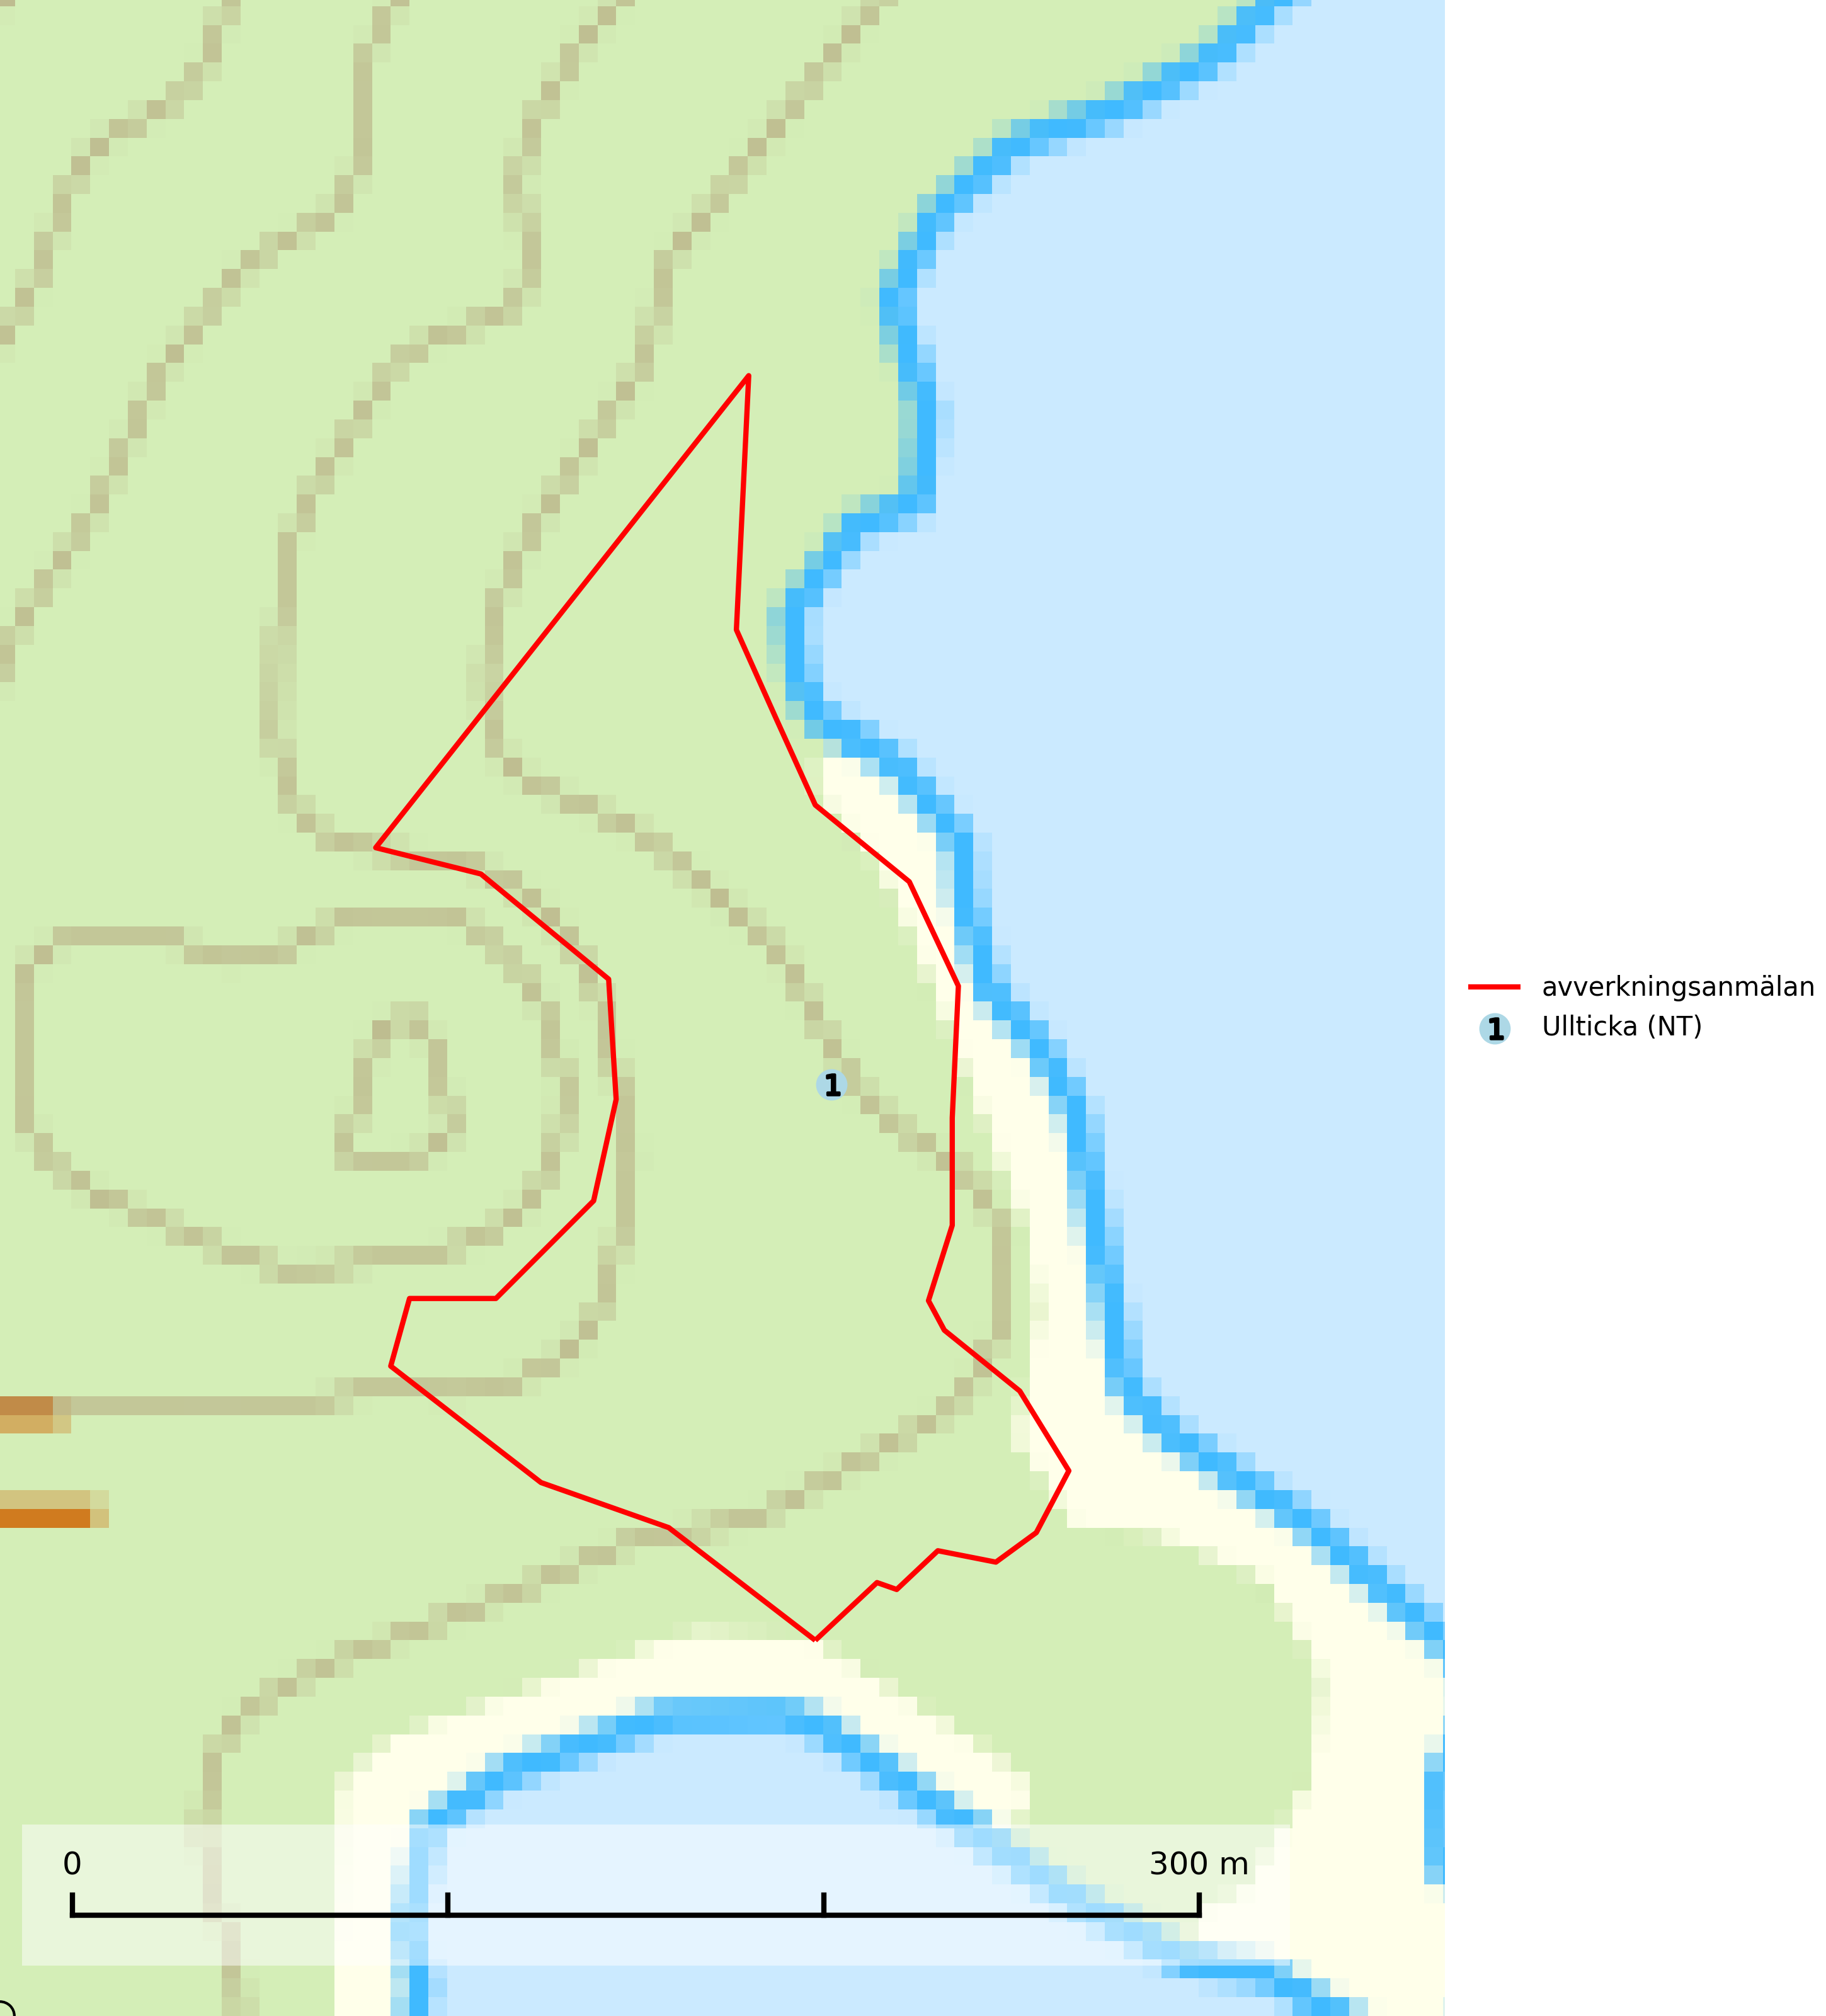 avverkningsanmälan
1 Ullticka (NT)
1
0 300 m